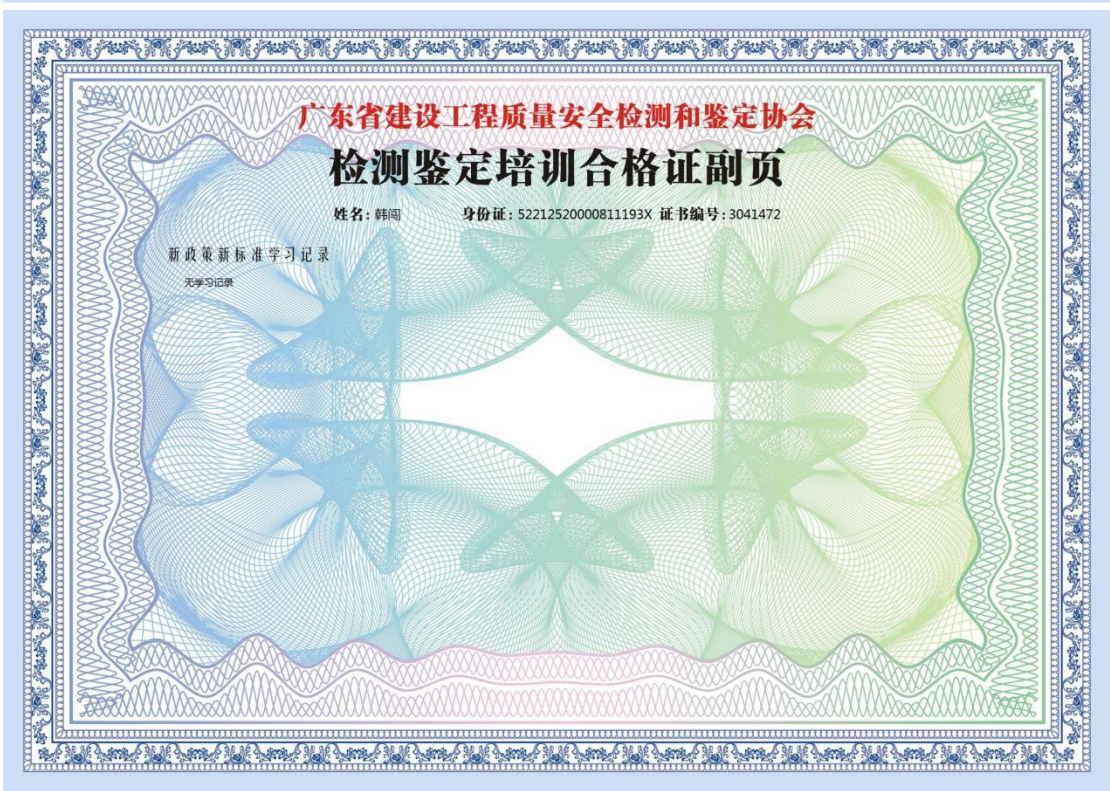 广东省建设工程质量安全检测和鉴定协会
检测鉴定培训合格证副页
姓名: 韩闯 身份证: 52212520000811193X 证书编号: 3041472
新政策新标准学习记录
无学习记录